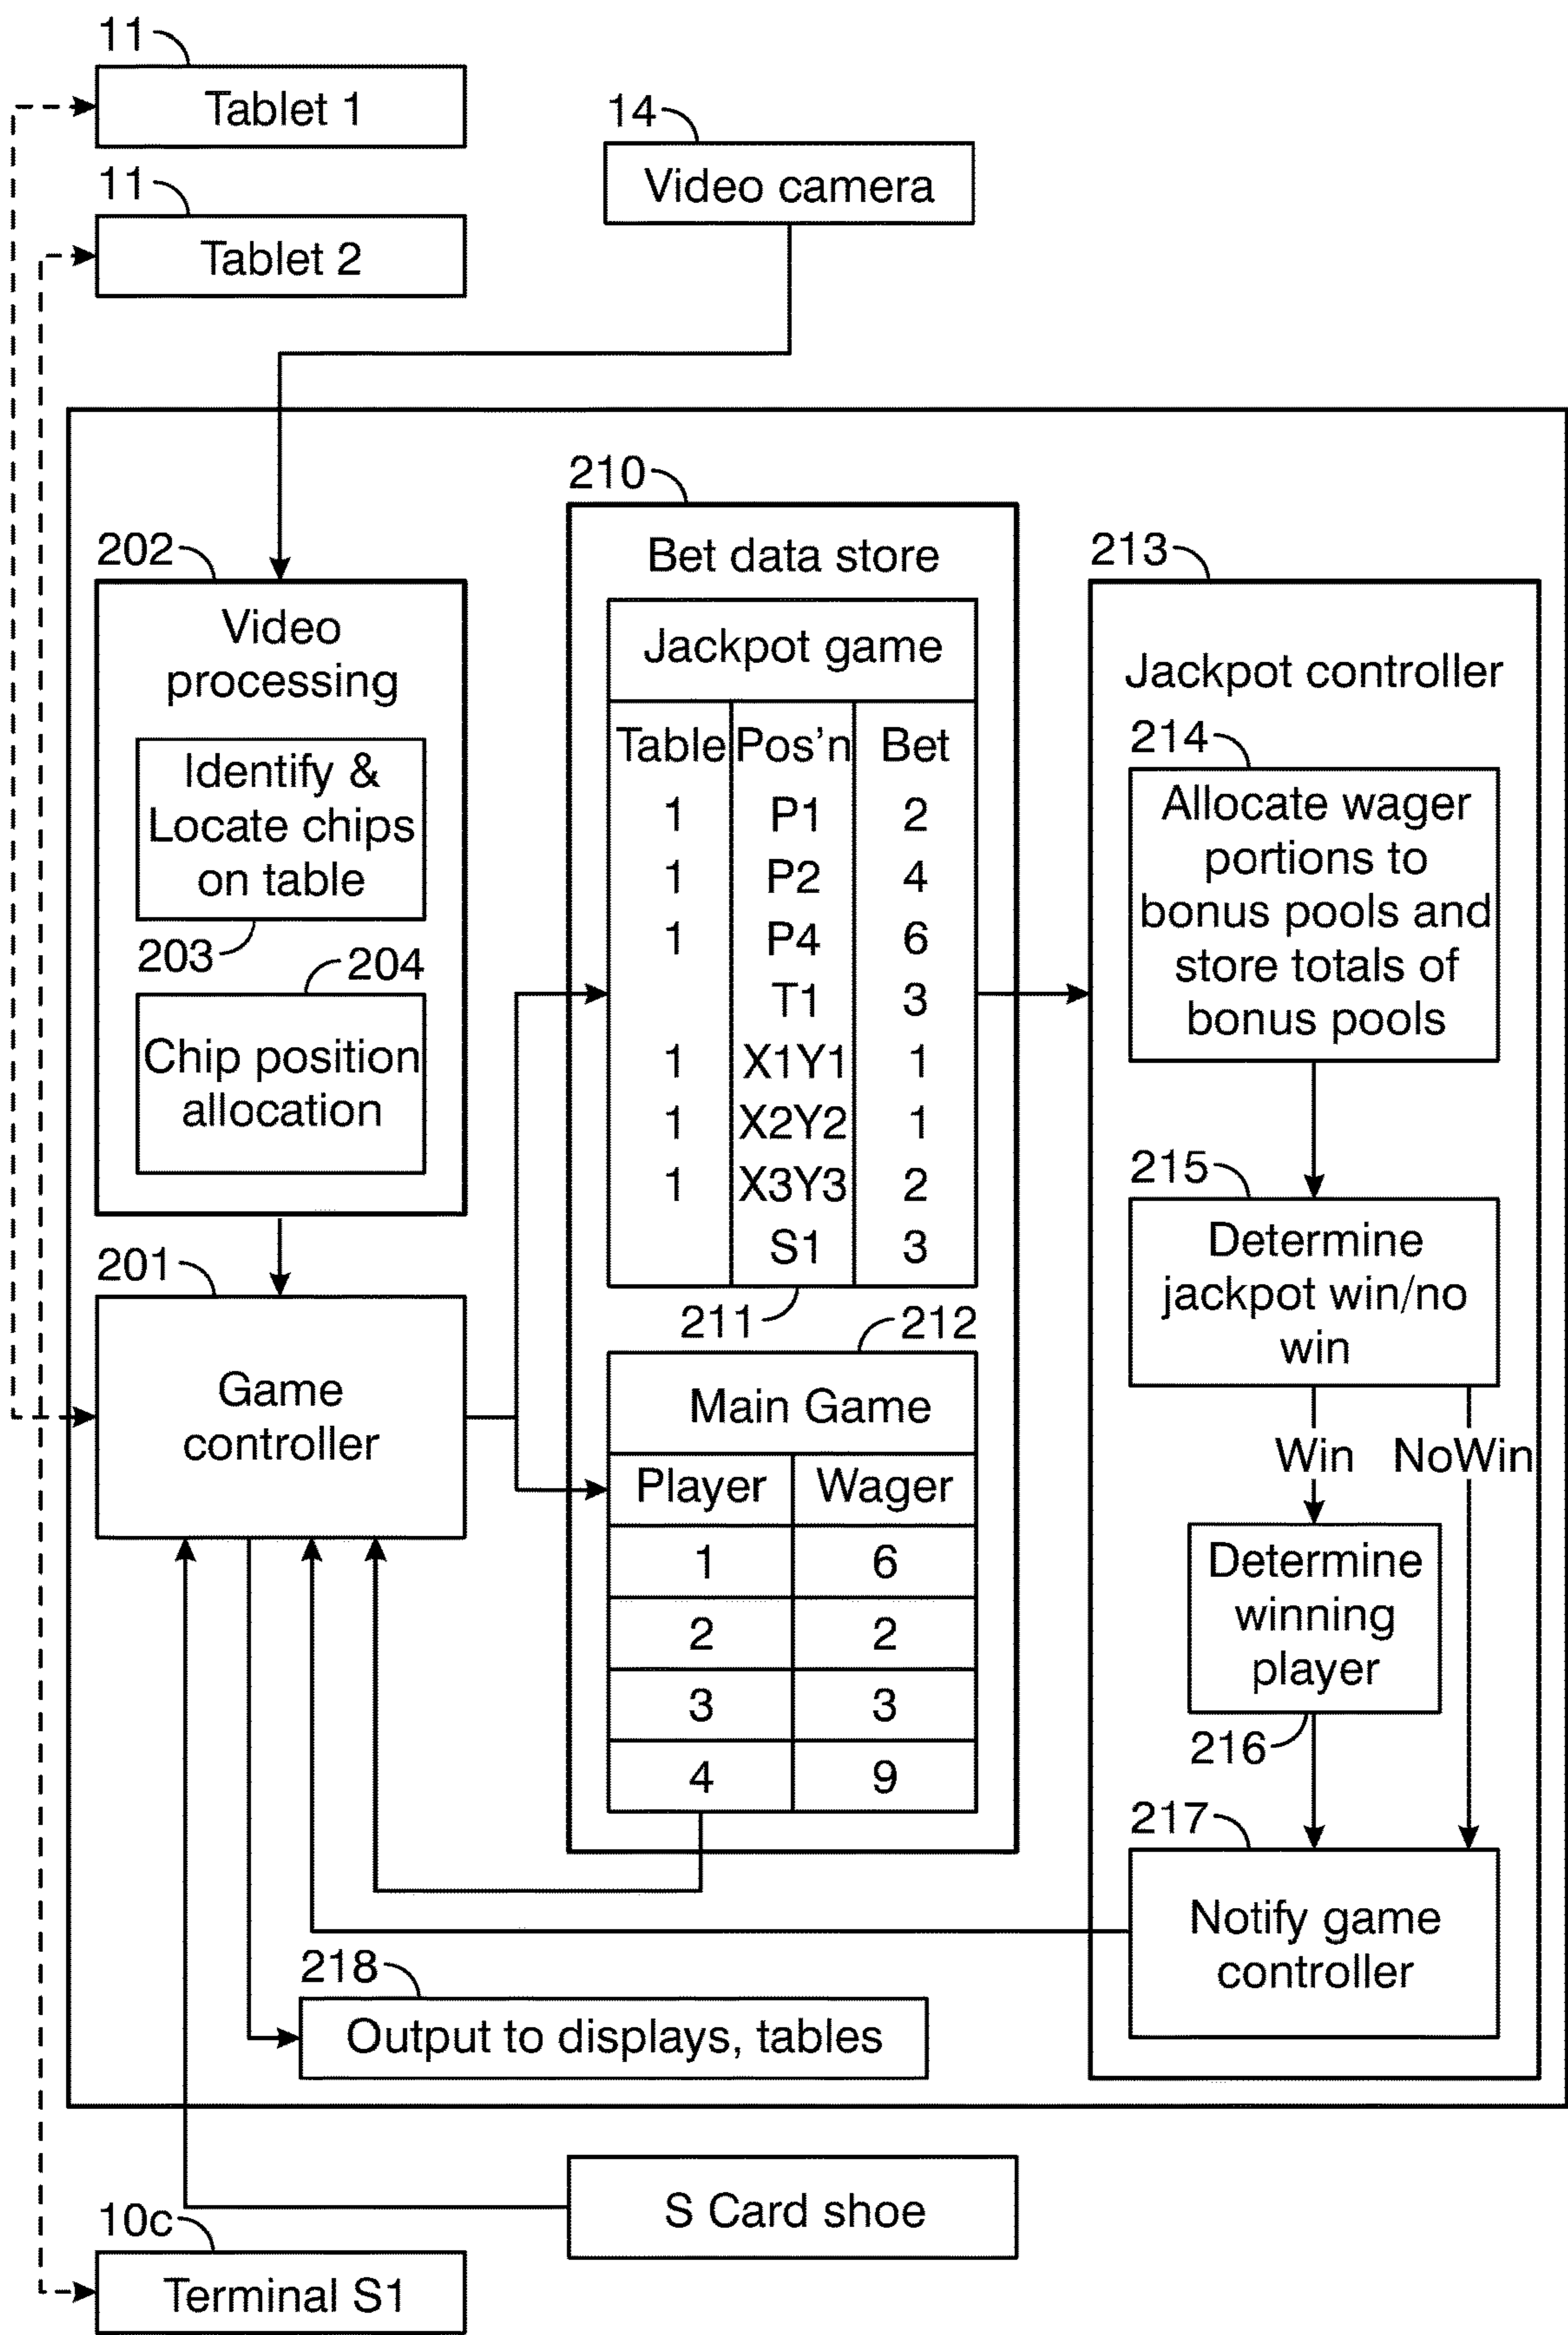 11
Tablet 1
11
Tablet 2
14
Video camera
202
Video
processing
Identify &
Locate chips
on table
203
204
Chip position
allocation
201
Game
controller
210
Bet data store
Jackpot game
Table Pos'n Bet
1 P1 2
1 P2 4
1 P4 6
T1 3
1 X1Y1 1
1 X2Y2 1
1 X3Y3 2
S1 3
211
212
Main Game
Player Wager
1 6
2 2
3 3
4 9
213
Jackpot controller
214
Allocate wager
portions to
bonus pools and
store totals of
bonus pools
215
Determine
jackpot win/no
win
Win NoWin
Determine
winning
player
216
217
Notify game
controller
218
Output to displays, tables
S Card shoe
10c
Terminal S1